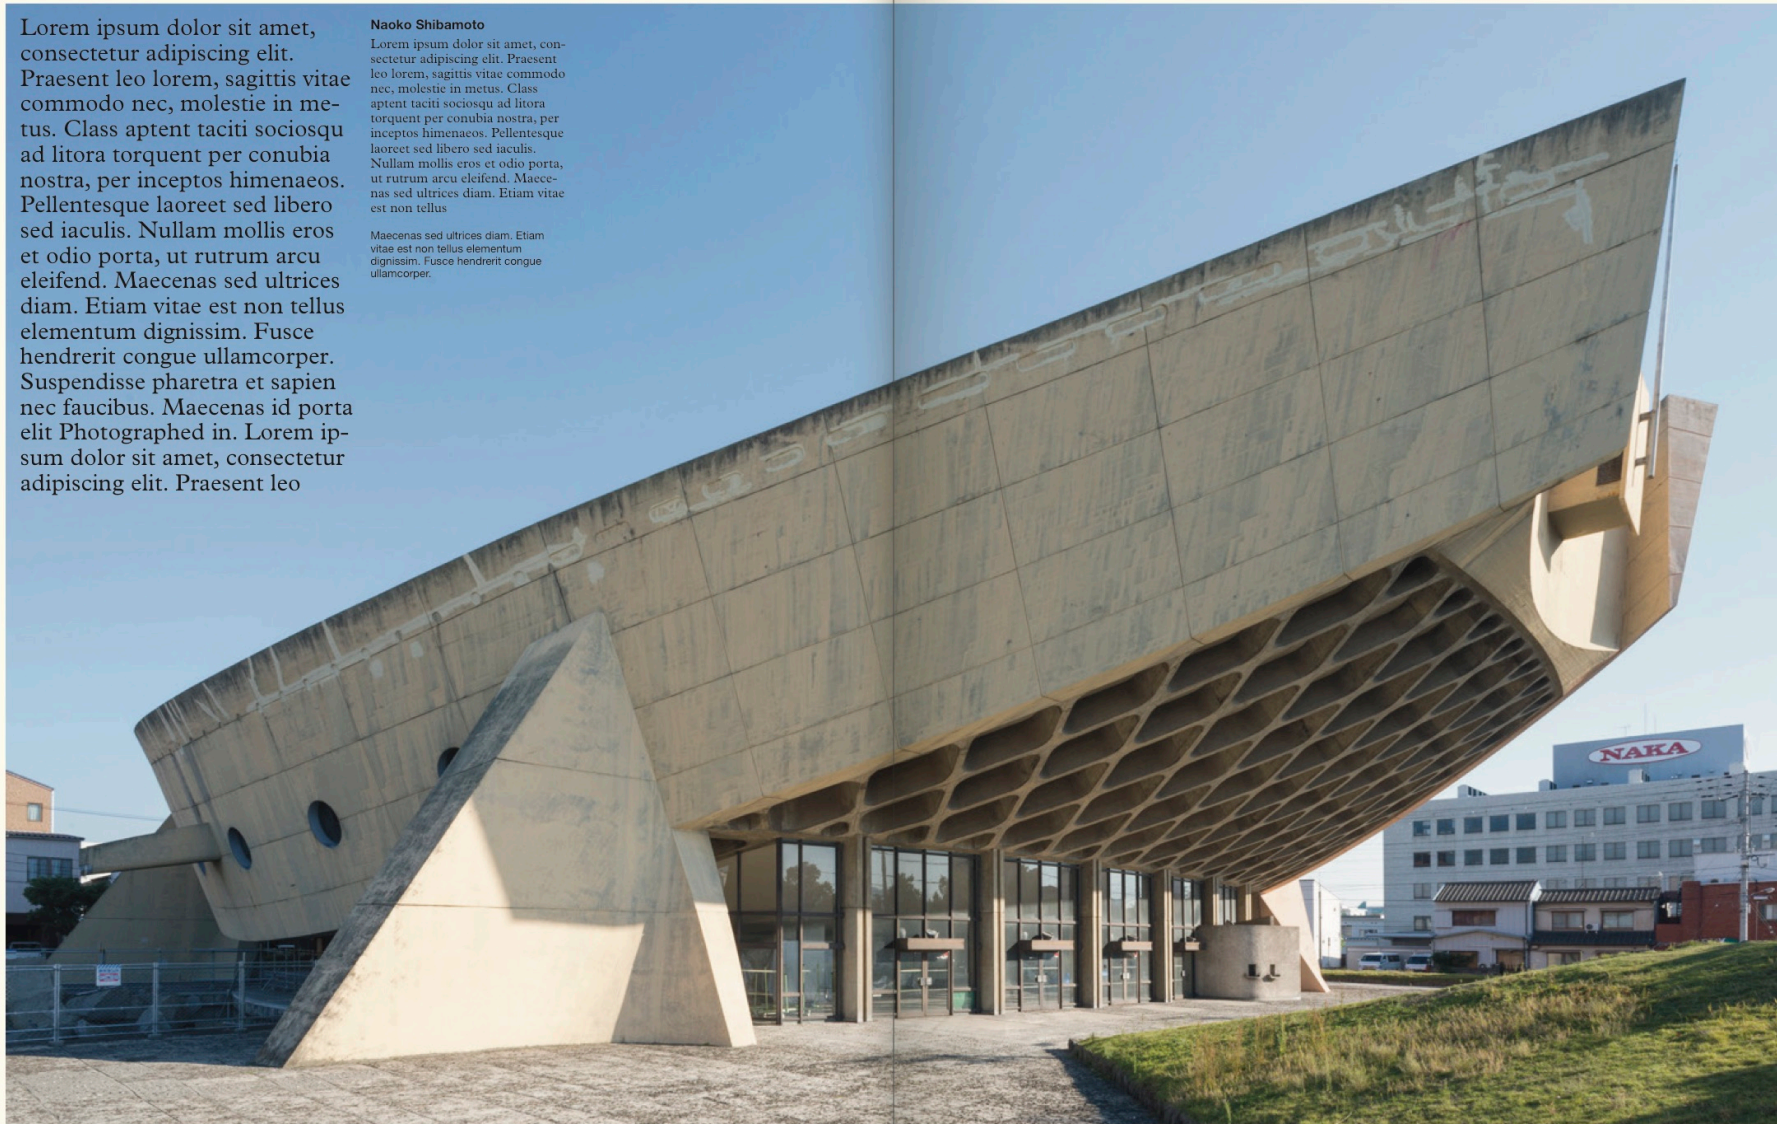 Lorem ipsum dolor sit amet,
consectetur adipiscing elit.
Praesent leo lorem, sagittis vitae
commodo nec, molestie in me-
tus. Class aptent taciti sociosqu
ad litora torquent per conubia
nostra, per inceptos himenaeos.
Pellentesque laoreet sed libero
sed iaculis. Nullam mollis eros
et odio porta, ut rutrum arcu
eleifend. Maecenas sed ultrices
diam. Etiam vitae est non tellus
elementum dignissim. Fusce
hendrerit congue ullamcorper.
Suspendisse pharetra et sapien
nec faucibus. Maecenas id porta
elit Photographed in. Lorem ip-
sum dolor sit amet, consectetur
adipiscing elit. Praesent leo
Naoko Shibamoto
Lorem ipsum dolor sit amet, con-
sectetur adipiscing elit. Praesent
leo lorem, sagittis vitae commodo
nec, molestie in metus. Class
aptent taciti sociosqu ad litora
torquent per conubia nostra, per
inceptos himenaeos. Pellentesque
laoreet sed libero sed iaculis.
Nullam mollis eros et odio porta,
ut rutrum arcu eleifend. Maece-
nas sed ultrices diam. Etiam vitae
est non tellus
Maecenas sed ultrices diam. Etiam
vitae est non tellus elementum
dignissim. Fusce hendrerit congue
ullamcorper.
NAKA